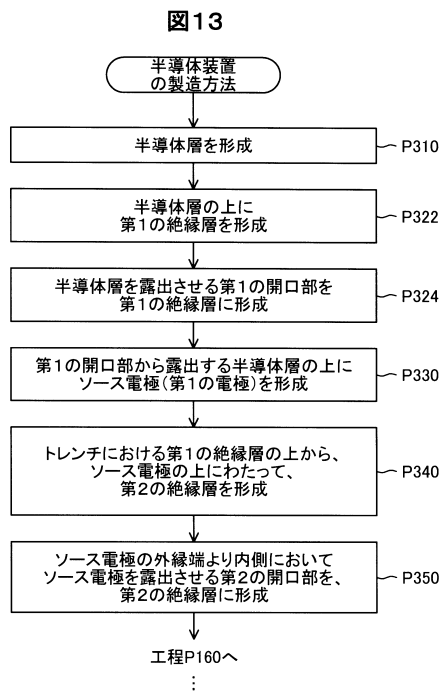 図13
半導体装置
の製造方法
半導体層を形成
P310
半導体層の上に
第1の絶縁層を形成
P322
半導体層を露出させる第1の開口部を
第1の絶縁層に形成
P324
第1の開口部から露出する半導体層の上に
ソース電極(第1の電極)を形成
P330
トレンチにおける第1の絶縁層の上から、
ソース電極の上にわたって、
第2の絶縁層を形成
P340
ソース電極の外縁端より内側において
ソース電極を露出させる第2の開口部を、
第2の絶縁層に形成
P350
工程P160へ
⋮